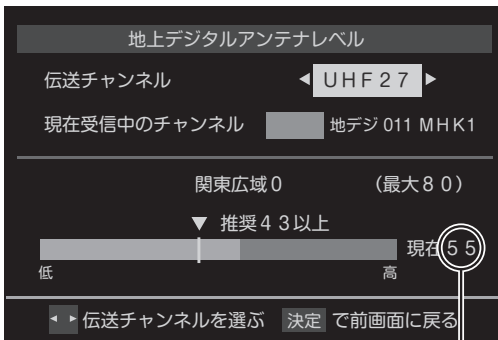 地上デジタルアンテナレベル
伝送チャンネル ◀ UHF27 ▶
現在受信中のチャンネル 地デジ 011 MHK1
関東広域0 (最大80)
▼ 推奨43以上
現在55
低 高
◂ ▸ 伝送チャンネルを選ぶ 決定 で前画面に戻る